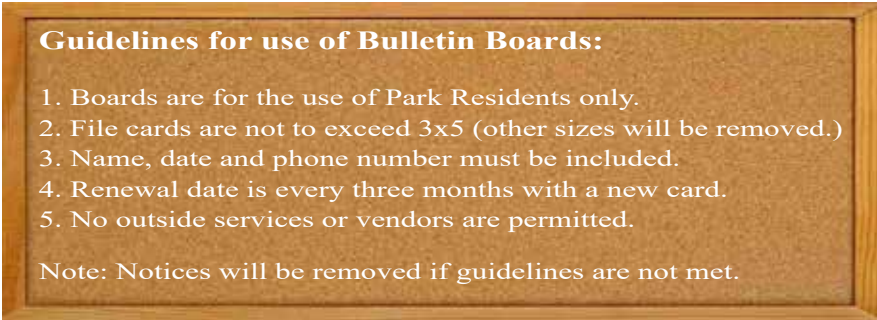 Guidelines for use of Bulletin Boards:
1. Boards are for the use of Park Residents only.
2. File cards are not to exceed 3x5 (other sizes will be removed.)
3. Name, date and phone number must be included.
4. Renewal date is every three months with a new card.
5. No outside services or vendors are permitted.
Note: Notices will be removed if guidelines are not met.